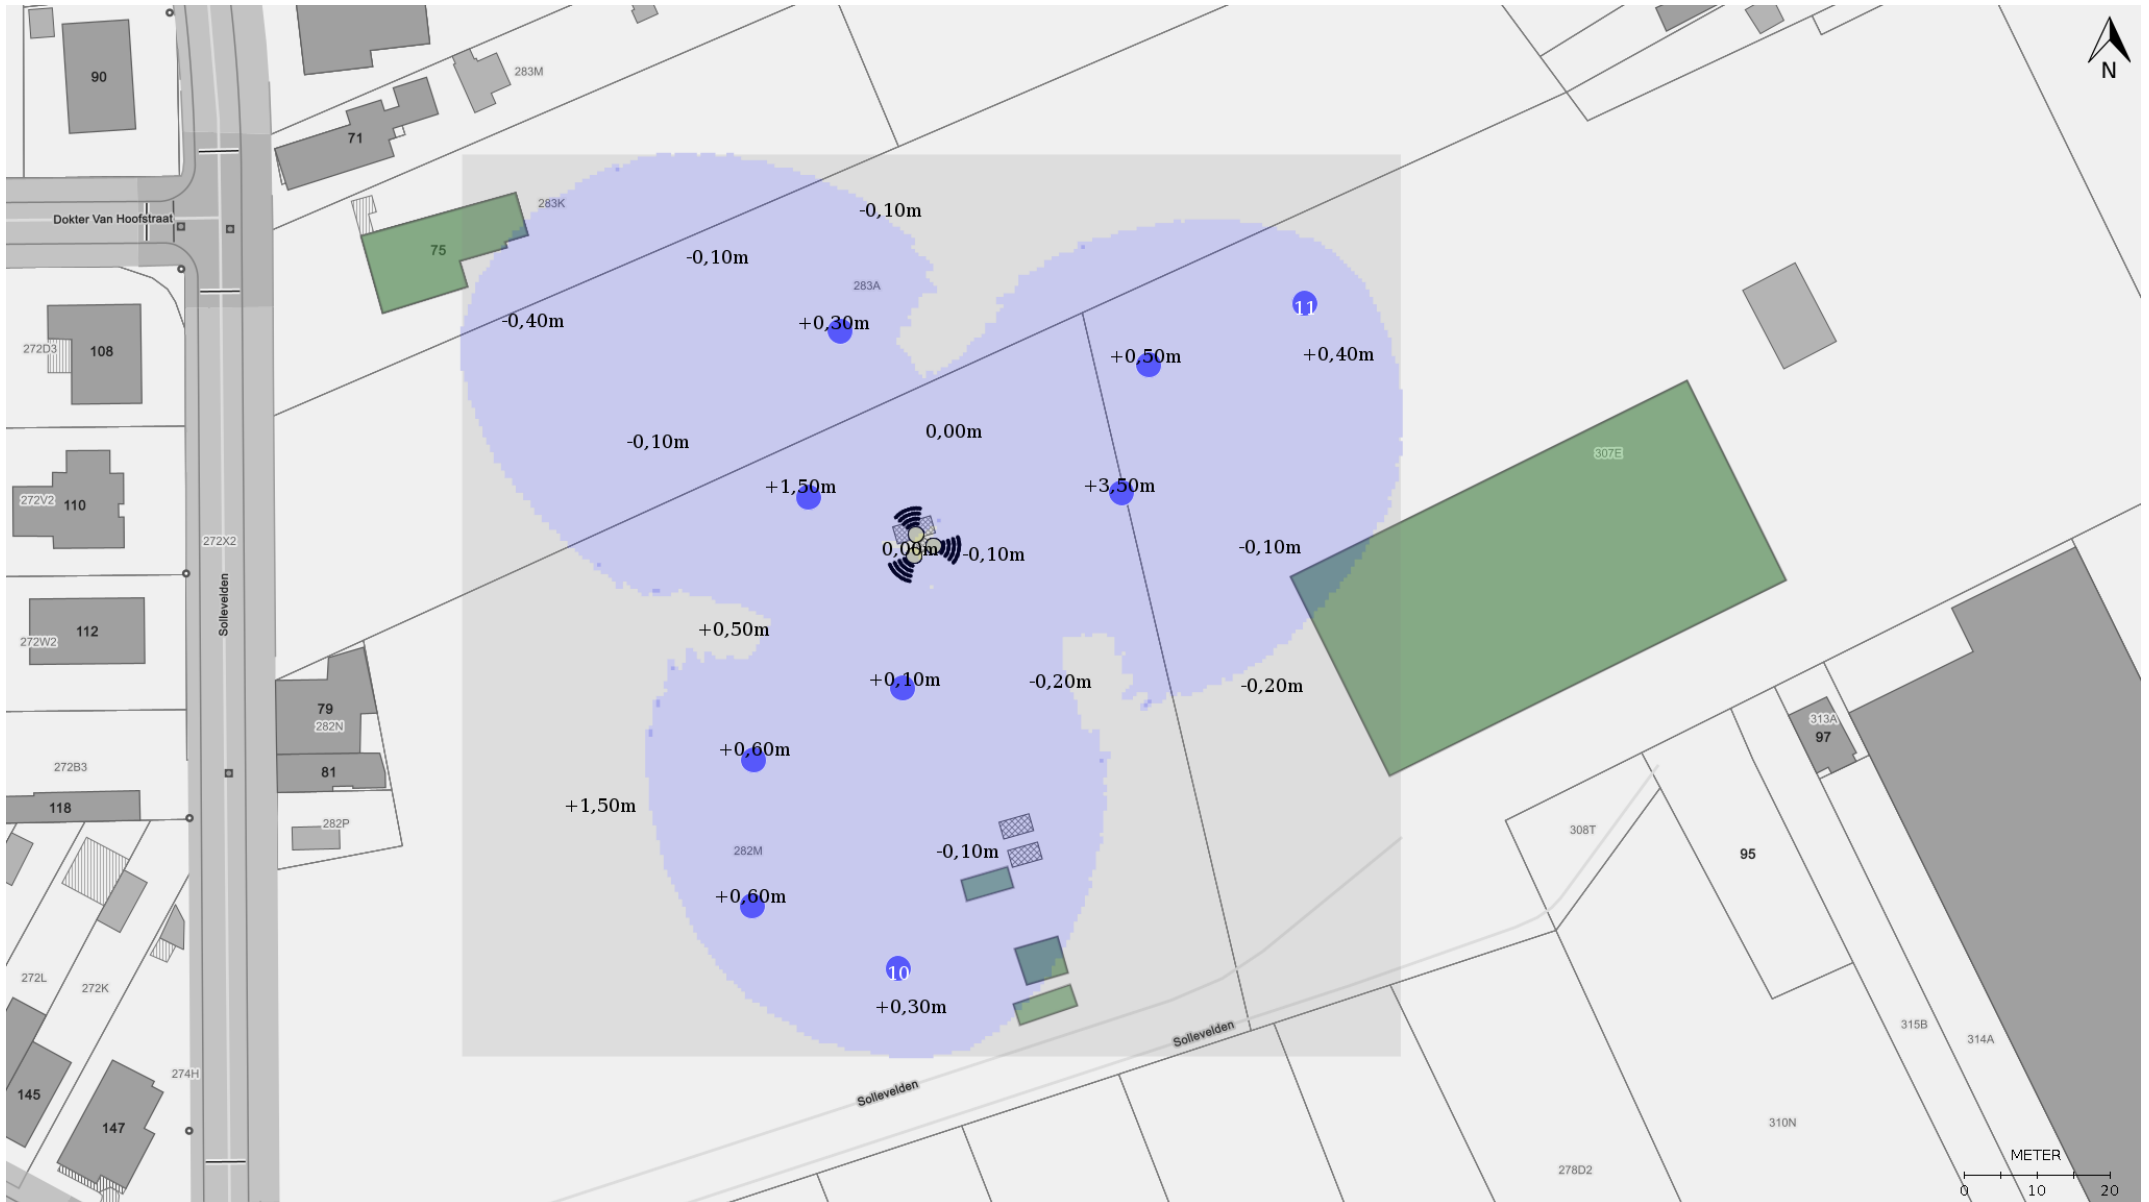 90
283M
N
71
283K
-0,10m
Dokter Van Hoofstraat
75
-0,10m
283A
11
-0,40m
+0,30m
272D3
108
+0,50m
+0,40m
0,00m
-0,10m
307E
+1,50m
+3,50m
272V2
110
272X2
0,00m
-0,10m
-0,10m
Sollevelden
112
272W2
+0,50m
+0,10m
-0,20m
-0,20m
79
282N
313A
97
+0,60m
272B3
81
118
+1,50m
282P
308T
282M
-0,10m
95
+0,60m
10
272L
272K
+0,30m
315B
Sollevelden
314A
274H
Sollevelden
145
147
310N
METER
278D2
0
10
20